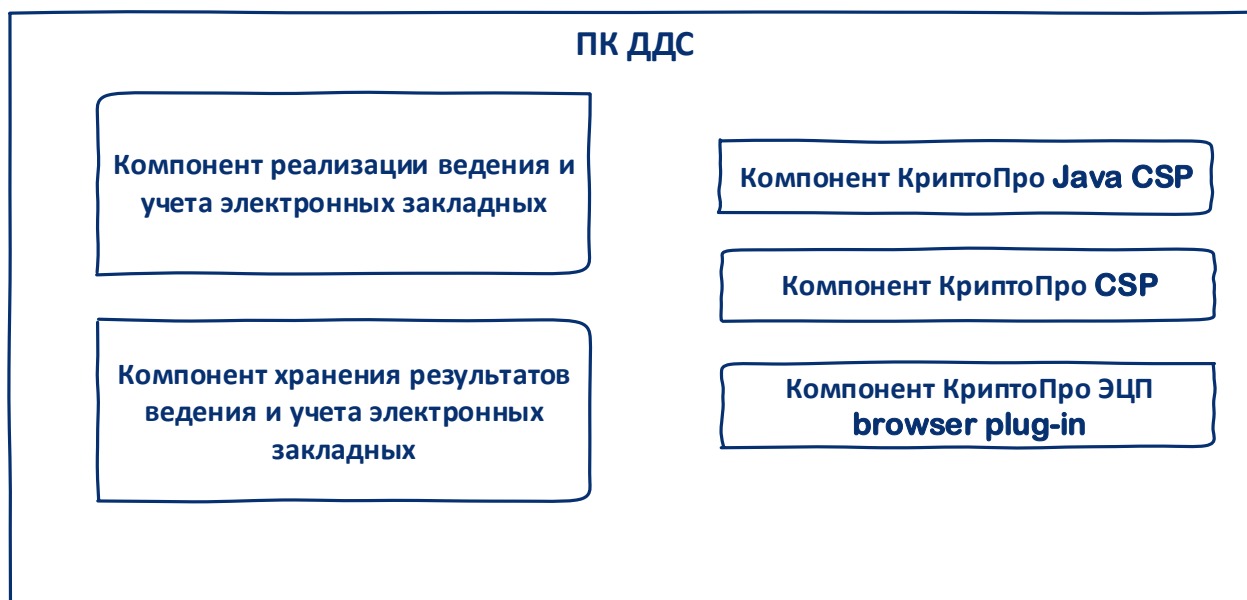 ПК ДДС
Компонент реализации ведения и
учета электронных закладных
Компонент хранения результатов
ведения и учета электронных
закладных
Компонент КриптоПро Java CSP
Компонент КриптоПро CSP
Компонент КриптоПро ЭЦП
browser plug-in